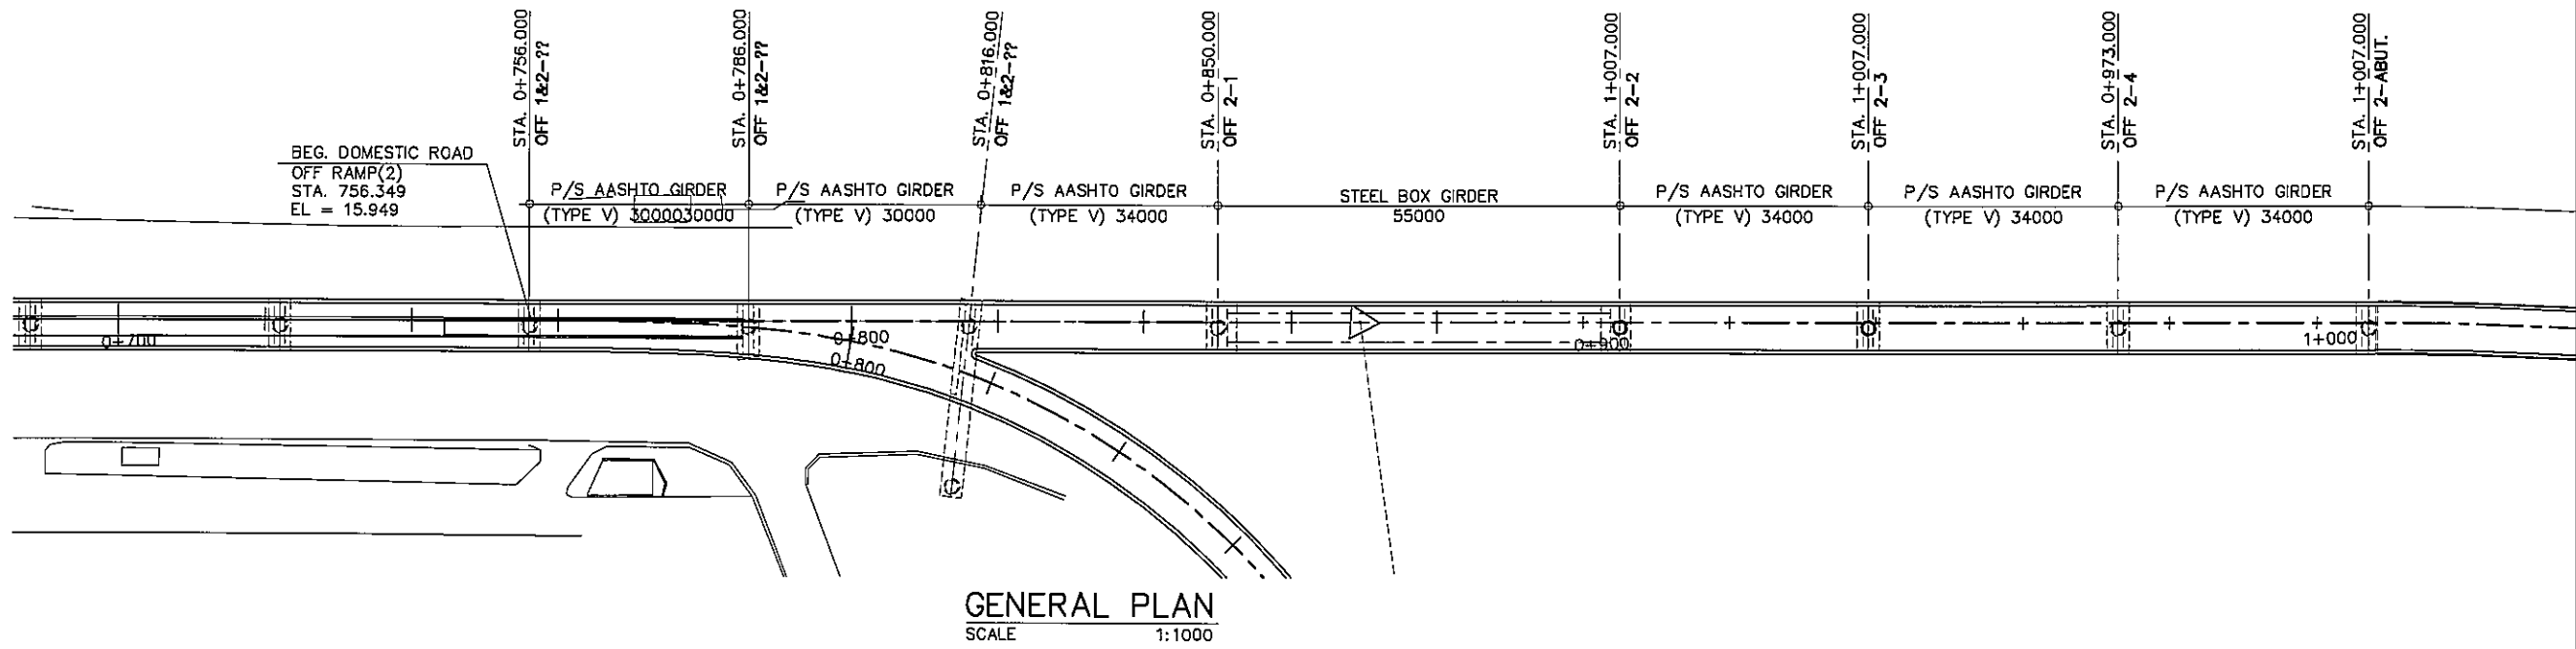 STA. 0+756.000
OFF 1&2-??
STA. 0+786.000
OFF 1&2-??
STA. 0+816.000
OFF 1&2-??
STA. 0+850.000
OFF 2-1
STA. 1+007.000
OFF 2-2
STA. 1+007.000
OFF 2-3
STA. 0+973.000
OFF 2-4
STA. 1+007.000
OFF 2-ABUT.
BEG. DOMESTIC ROAD
OFF RAMP(2)
STA. 756.349
EL = 15.949
P/S AASHTO GIRDER
(TYPE V) 3000030000
P/S AASHTO GIRDER
(TYPE V) 30000
P/S AASHTO GIRDER
(TYPE V) 34000
STEEL BOX GIRDER
55000
P/S AASHTO GIRDER
(TYPE V) 34000
P/S AASHTO GIRDER
(TYPE V) 34000
P/S AASHTO GIRDER
(TYPE V) 34000
0+700
0+800
0+800
0+900
1+000
GENERAL PLAN
SCALE 1:1000